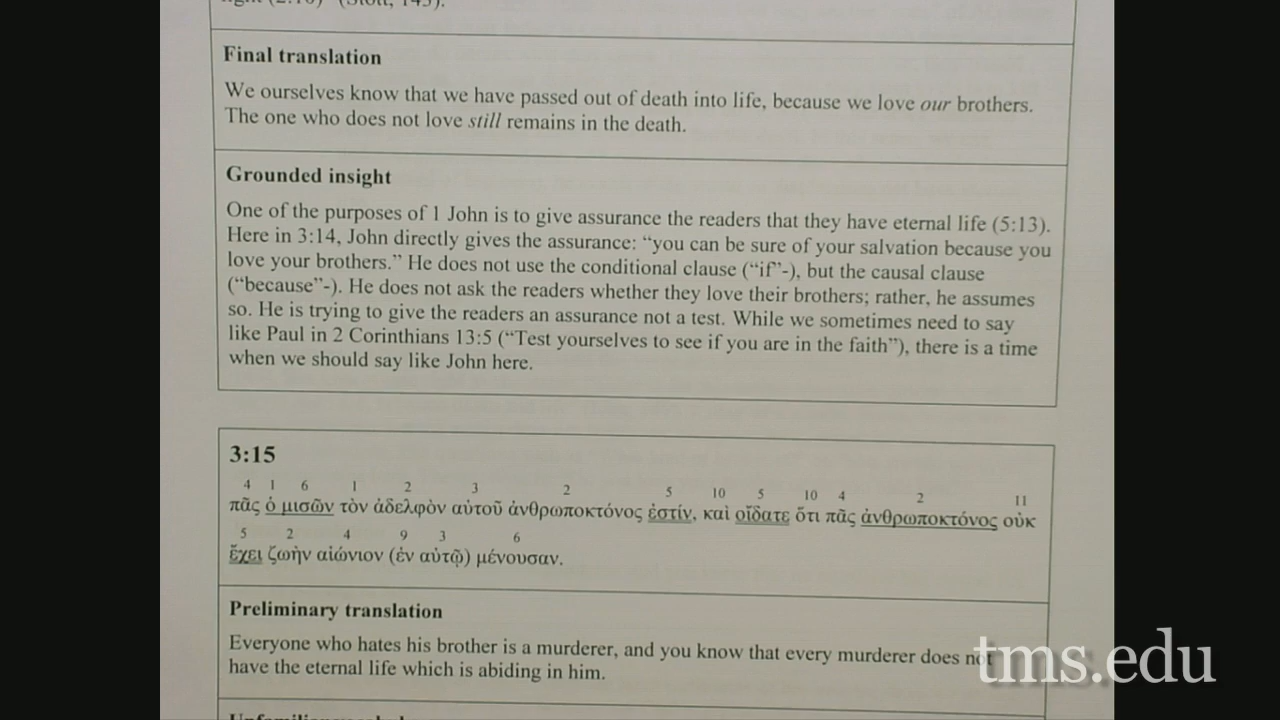 (Stott, 145).
Final translation
We ourselves know that we have passed out of death into life, because we love our brothers.
The one who does not love still remains in the death.
Grounded insight
One of the purposes of 1 John is to give assurance the readers that they have eternal life (5:13).
Here in 3:14, John directly gives the assurance: “you can be sure of your salvation because you
love your brothers.” He does not use the conditional clause (“if”-), but the causal clause
(“because”-). He does not ask the readers whether they love their brothers; rather, he assumes
so. He is trying to give the readers an assurance not a test. While we sometimes need to say
like Paul in 2 Corinthians 13:5 (“Test yourselves to see if you are in the faith”), there is a time
when we should say like John here.
3:15
4 1 6 1 2 3 2 5 10 5 10 4 2 11
πᾶς ὁ μισῶν τὸν ἀδελφὸν αὐτοῦ ἀνθρωποκτόνος ἐστίν, καὶ οἴδατε ὅτι πᾶς ἀνθρωποκτόνος οὐκ
5 2 4 9 3 6
ἔχει ζωὴν αἰώνιον (ἐν αὐτῷ) μένουσαν.
Preliminary translation
Everyone who hates his brother is a murderer, and you know that every murderer does not
have the eternal life which is abiding in him.
tms.edu